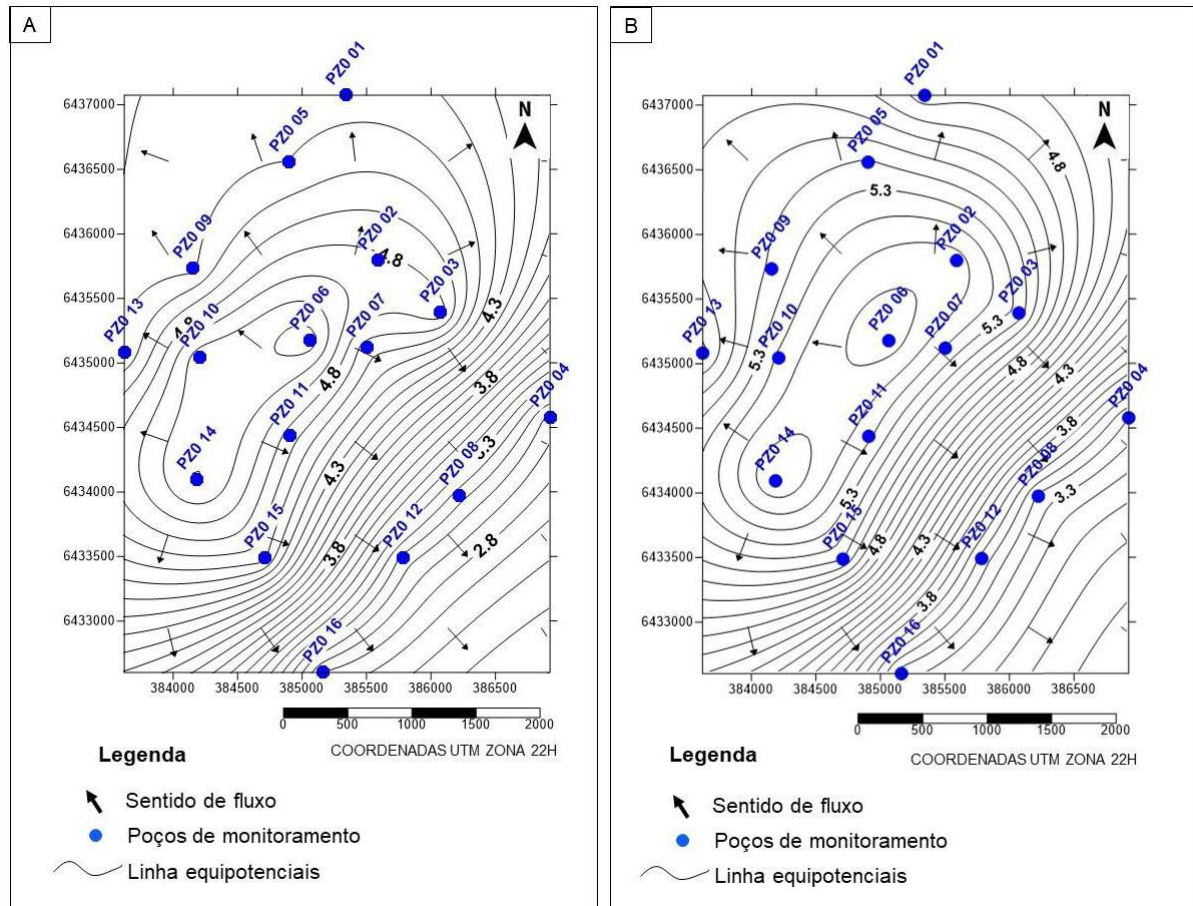 A
PZ0 01
PZ0 05
PZ0 09
PZ0 02
PZ0 13
PZ0 10
PZ0 06
PZ0 07
PZ0 03
PZ0 04
PZ0 11
PZ0 14
PZ0 08
PZ0 15
PZ0 12
PZ0 16
N
6437000
6436500
6436000
6435500
6435000
6434500
6434000
6433500
6433000
4.8
4.3
4.8
4.8
3.8
4.3
3.3
3.8
2.8
384000 384500 385000 385500 386000 386500
0 500 1000 1500 2000
COORDENADAS UTM ZONA 22H
Legenda
Sentido de fluxo
Poços de monitoramento
Linha equipotenciais
B
PZ0 01
PZ0 05
PZ0 09
PZ0 02
PZ0 13
PZ0 10
PZ0 06
PZ0 07
PZ0 03
PZ0 04
PZ0 11
PZ0 14
PZ0 08
PZ0 15
PZ0 12
PZ0 16
N
6437000
6436500
6436000
6435500
6435000
6434500
6434000
6433500
6433000
4.8
5.3
5.3
5.3
4.8
4.3
3.8
5.3
4.8
4.3
3.3
3.8
384000 384500 385000 385500 386000 386500
0 500 1000 1500 2000
COORDENADAS UTM ZONA 22H
Legenda
Sentido de fluxo
Poços de monitoramento
Linha equipotenciais